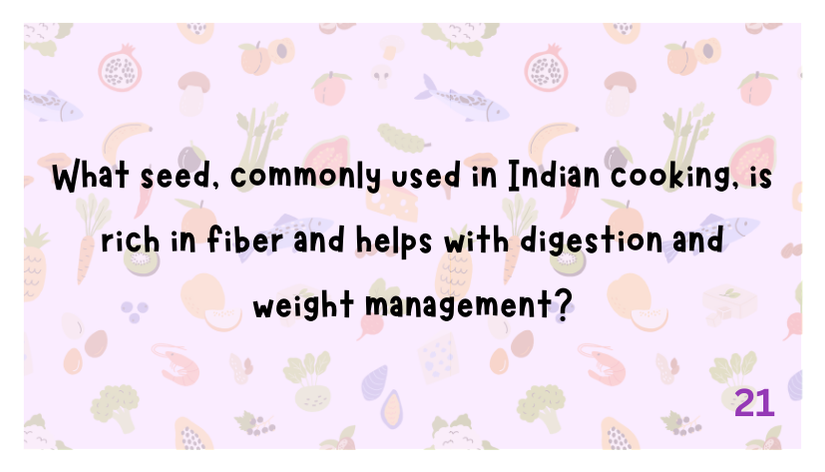 What seed, commonly used in Indian cooking, is
rich in fiber and helps with digestion and
weight management?
21